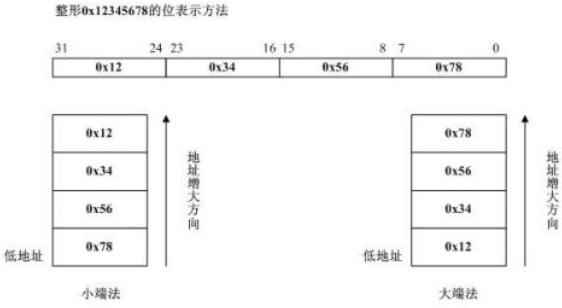 整形0x12345678的位表示方法
31 24 23 16 15 8 7 0
0x12 0x34 0x56 0x78
0x12
0x34
0x56
0x78
地址增大方向
低地址
小端法
0x78
0x56
0x34
0x12
地址增大方向
低地址
大端法